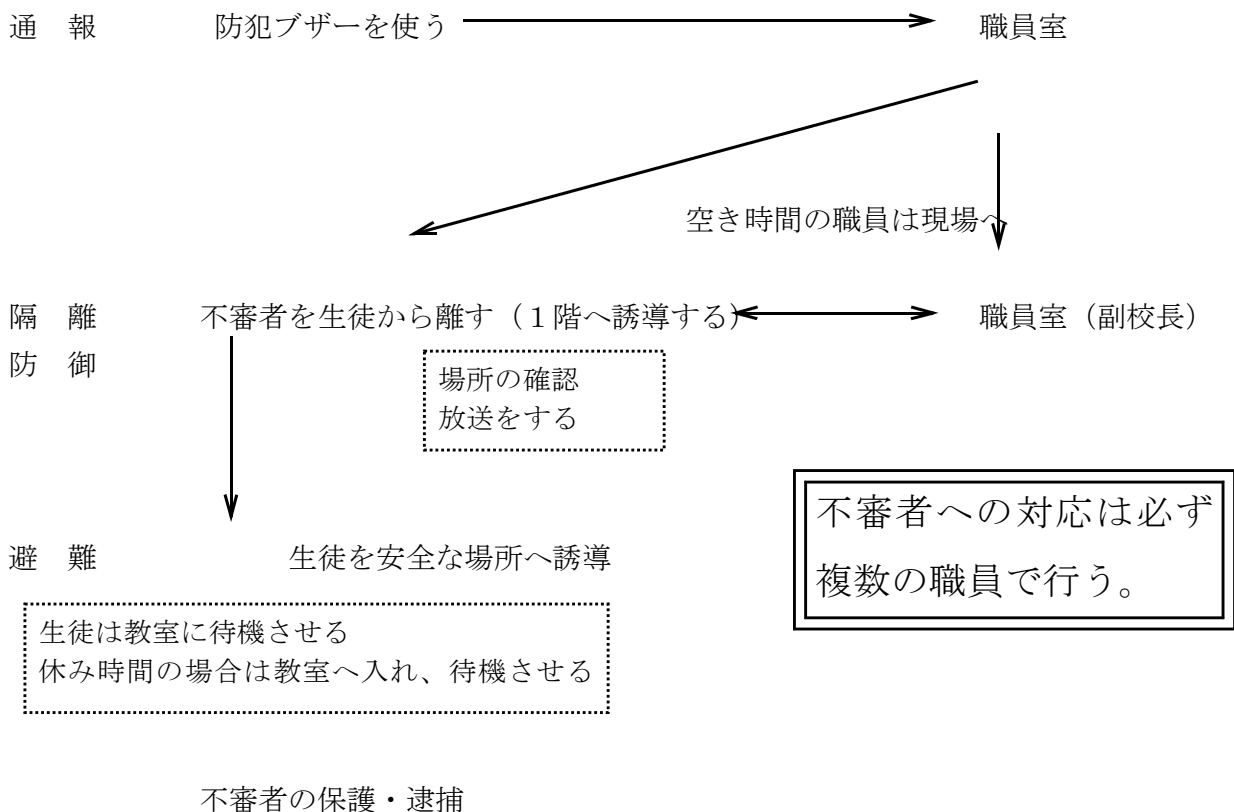 通　報　防犯ブザーを使う　職員室
空き時間の職員は現場へ
隔　離　不審者を生徒から離す（１階へ誘導する）　職員室（副校長）
防　御
場所の確認
放送をする
不審者への対応は必ず
複数の職員で行う。
避　難　生徒を安全な場所へ誘導
生徒は教室に待機させる
休み時間の場合は教室へ入れ、待機させる
不審者の保護・逮捕